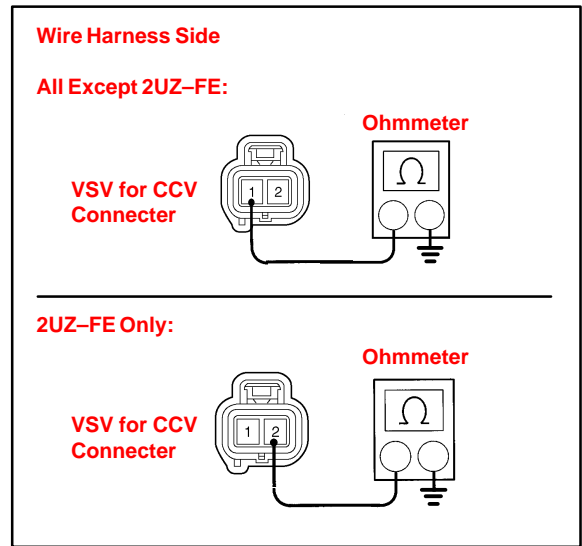 Wire Harness Side
All Except 2UZ–FE:
Ohmmeter
Ω
VSV for CCV
Connecter
1 2
2UZ–FE Only:
Ohmmeter
Ω
VSV for CCV
Connecter
1 2